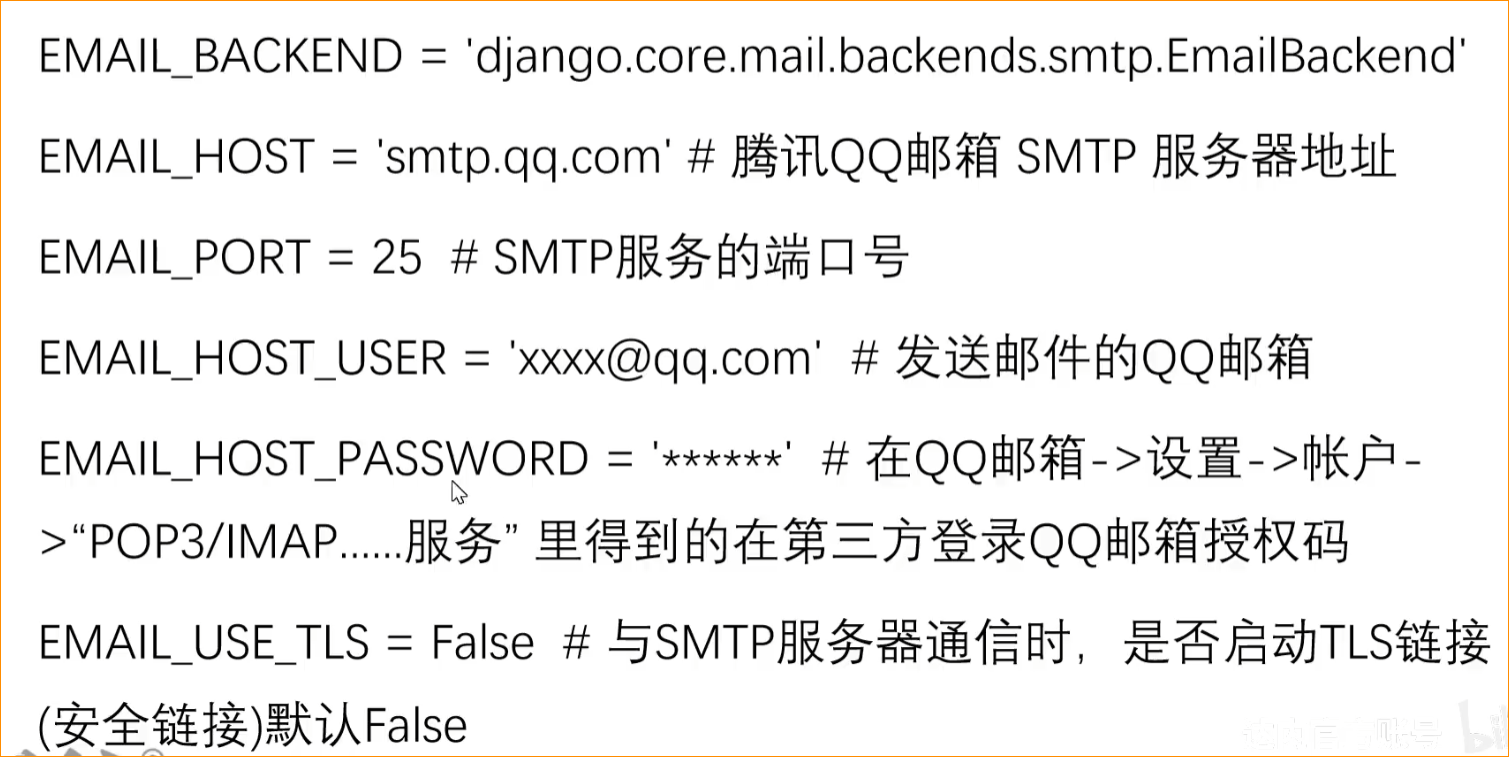 EMAIL_BACKEND = 'django.core.mail.backends.smtp.EmailBackend'
EMAIL_HOST = 'smtp.qq.com' # 腾讯QQ邮箱 SMTP 服务器地址
EMAIL_PORT = 25  # SMTP服务的端口号
EMAIL_HOST_USER = 'xxxx@qq.com'  # 发送邮件的QQ邮箱
EMAIL_HOST_PASSWORD = '******'  # 在QQ邮箱->设置->帐户-
>“POP3/IMAP......服务” 里得到的在第三方登录QQ邮箱授权码
EMAIL_USE_TLS = False  # 与SMTP服务器通信时，是否启动TLS链接
(安全链接)默认False